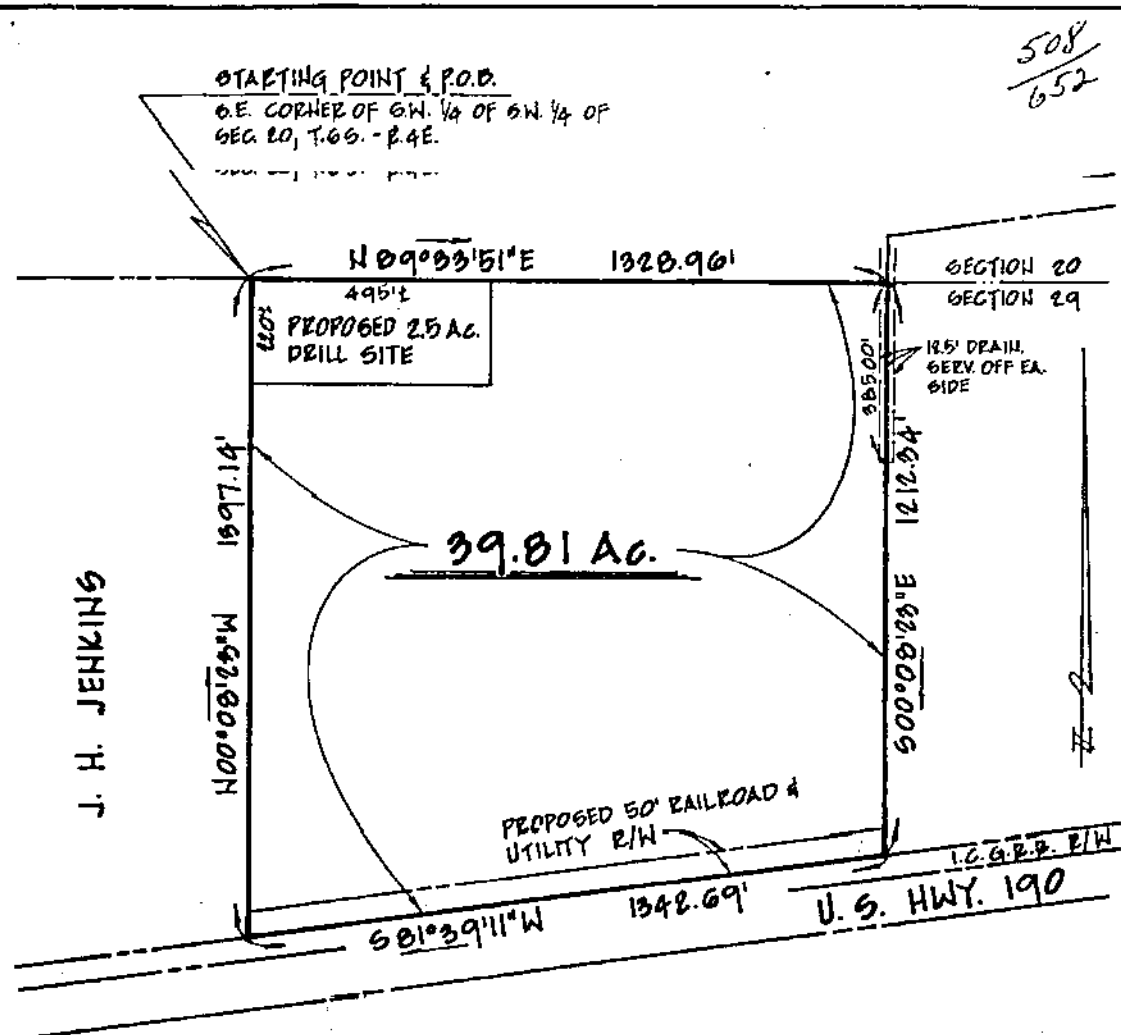 508
652
STARTING POINT & P.O.B.
S.E. CORNER OF S.W. 1/4 OF S.W. 1/4 OF
SEC. 20, T.6S. - R.4E.
N 89°33'51"E 1328.96'
495'±
220'±
PROPOSED 2.5 Ac.
DRILL SITE
SECTION 20
SECTION 29
12.5' DRAIN.
SERV. OFF EA.
SIDE
385.00'
1212.34'
S00°08'28"E
39.81 Ac.
1397.14'
N00°08'28"W
J. H. JENKINS
N
PROPOSED 50' RAILROAD &
UTILITY R/W
I.C.G.R.R. R/W
S 81°39'11"W 1342.69'
U.S. HWY. 190